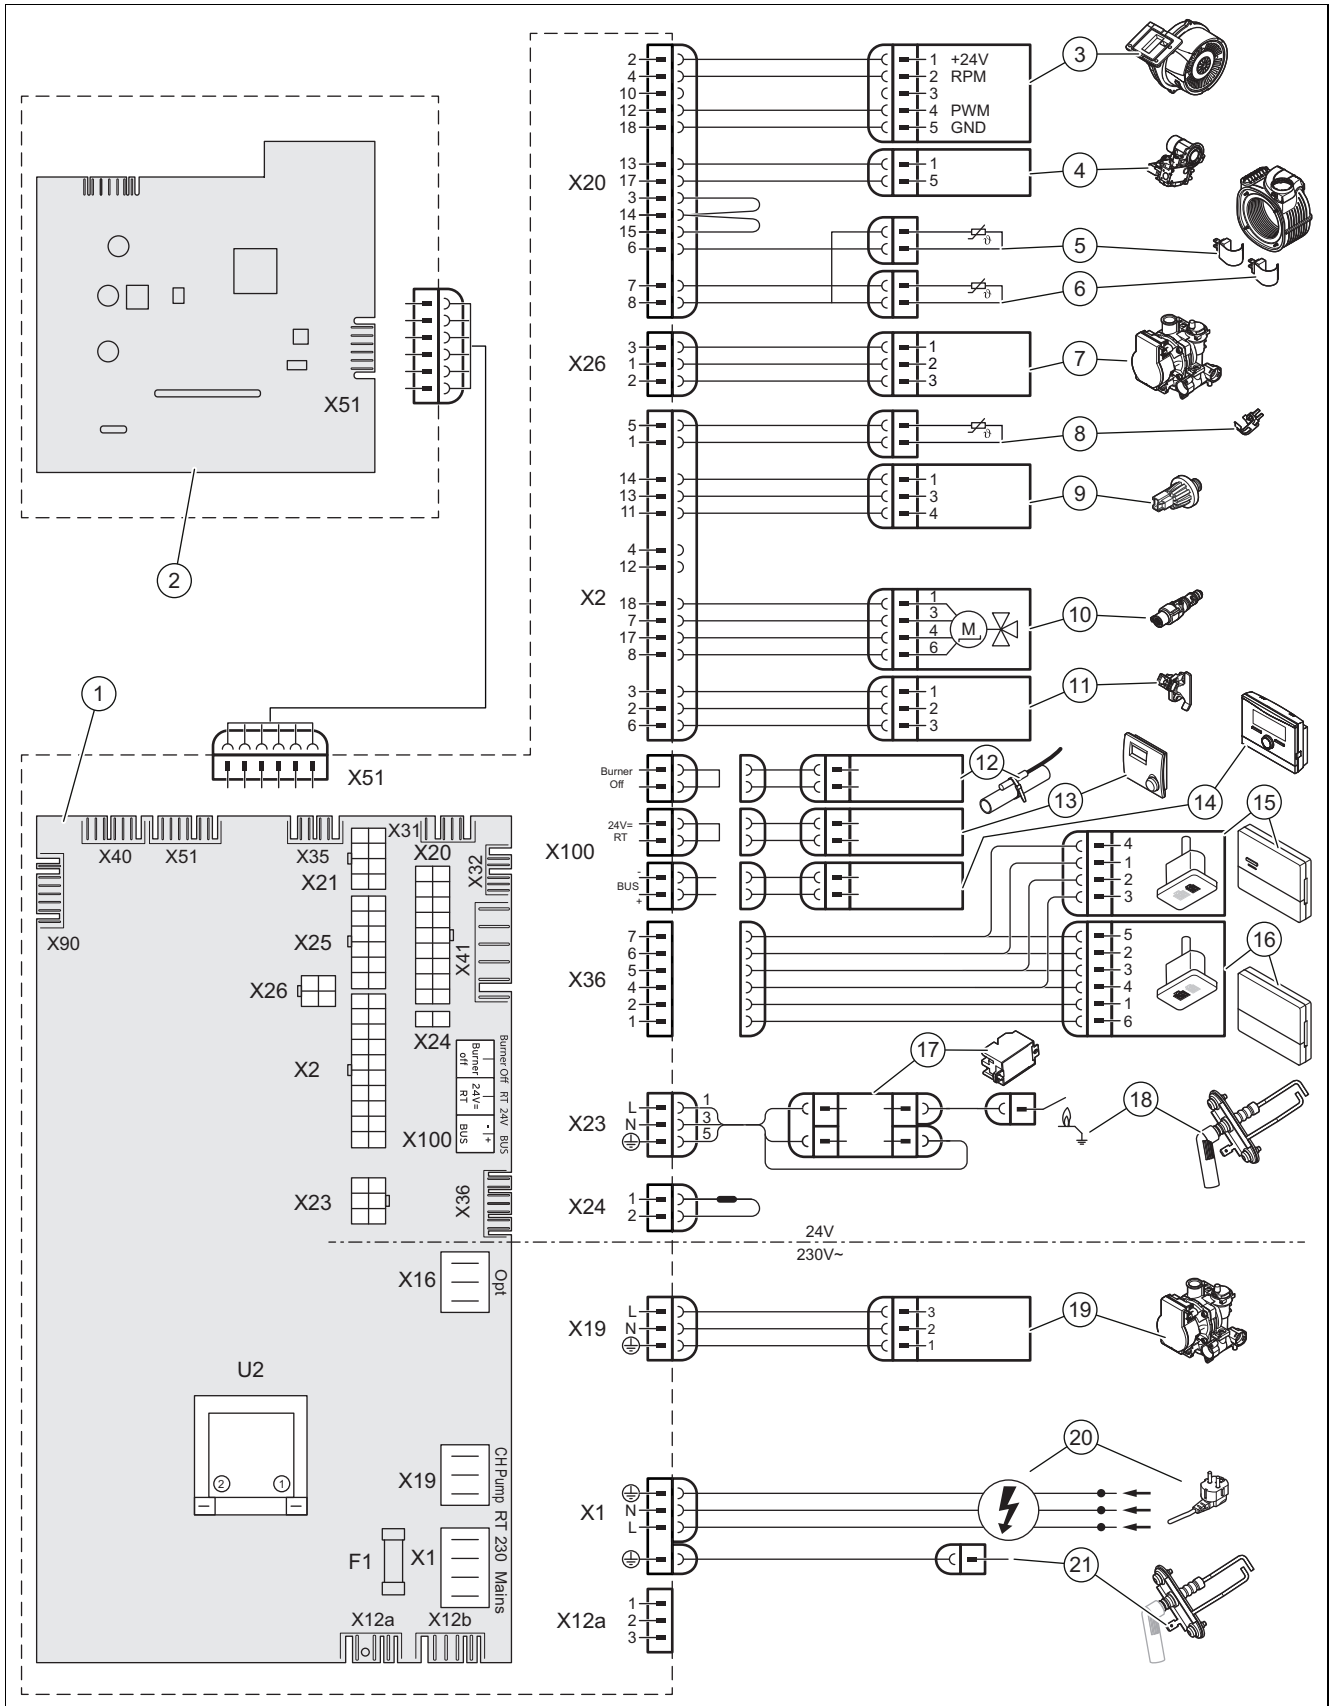 2 1 +24V 3
4 2 RPM
10 3
12 4 PWM
18 5 GND
13 1 4
X20 17 5
3
14
15 5
6 ϑ
7 6
8 ϑ
3 1 7
X26 1 2
2 3
X51
5 8
1 ϑ
14 1
13 3 9
11 4
4
12
2
X2
18 1
7 3 M 10
17 4
8 6
3 1 11
2 2
6 3
1
X51
Burner
Off
12
13
14
15
24V=
RT
X100
-
BUS
+
4
1
2
3
X40 X51 X35 X31 X20 X32
X21
X90 X25 X41
X26
X24
X2
Burner Off RT 24V BUS
Burner off
24V= RT
- +
BUS
X100
X23 X36
7 5
6 2
X36 5 3
4 4
2 1
1 6
16
17
L 1
X23 N 3
5
18
X24 1
2
24V
230V~
X16 Opt
L 3
X19 N 2
1
19
U2
2 1
X19 CH Pump
RT 230
X1 Mains
F1
X12a X12b
20
X1 N
L
21
1
X12a 2
3